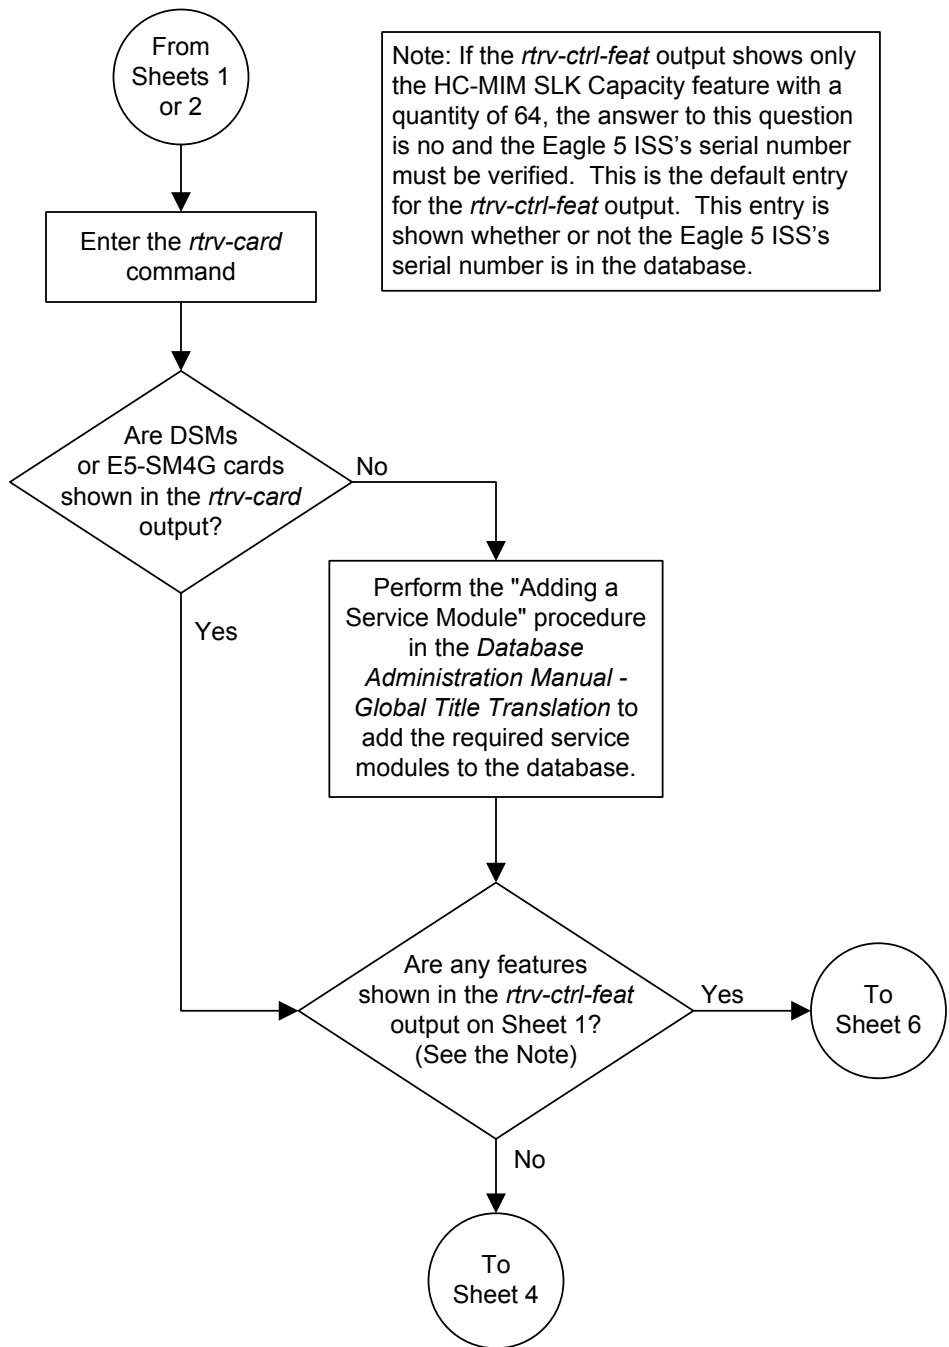 From
Sheets 1
or 2
Note: If the rtrv-ctrl-feat output shows only
the HC-MIM SLK Capacity feature with a
quantity of 64, the answer to this question
is no and the Eagle 5 ISS's serial number
must be verified.  This is the default entry
for the rtrv-ctrl-feat output.  This entry is
shown whether or not the Eagle 5 ISS's
serial number is in the database.
Enter the rtrv-card
command
Are DSMs
or E5-SM4G cards
shown in the rtrv-card
output?
No
Yes
Perform the "Adding a
Service Module" procedure
in the Database
Administration Manual -
Global Title Translation to
add the required service
modules to the database.
Are any features
shown in the rtrv-ctrl-feat
output on Sheet 1?
(See the Note)
Yes
To
Sheet 6
No
To
Sheet 4